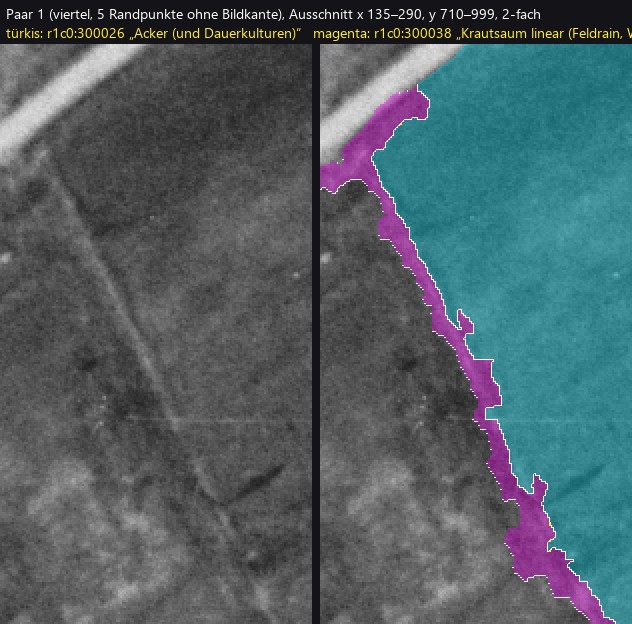 Paar 1 (viertel, 5 Randpunkte ohne Bildkante), Ausschnitt x 135–290, y 710–999, 2-fach
türkis: r1c0:300026 „Acker (und Dauerkulturen)“ magenta: r1c0:300038 „Krautsaum linear (Feldrain,